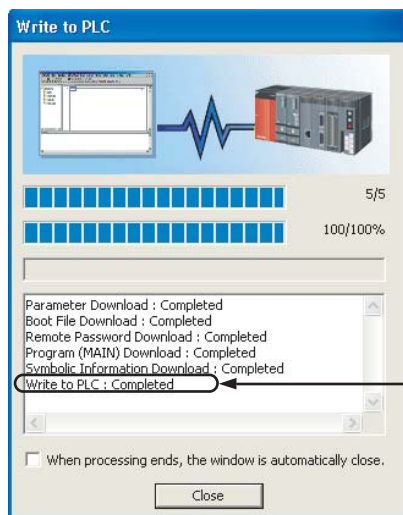 Write to PLC
5/5
100/100%
Parameter Download : Completed
Boot File Download : Completed
Remote Password Download : Completed
Program (MAIN) Download : Completed
Symbolic Information Download : Completed
Write to PLC : Completed
When processing ends, the window is automatically close.
Close